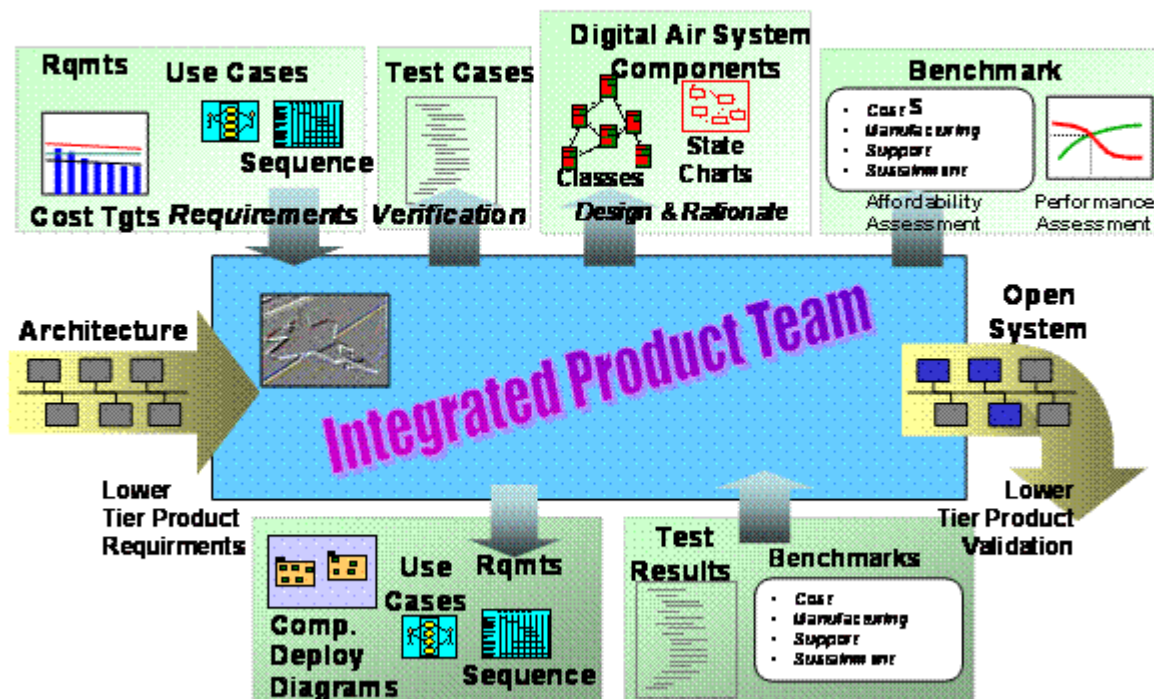 Rqmts
Use Cases
Sequence
Cost Tgts
Requirements
Test Cases
Verification
Digital Air System
Components
Classes
State
Charts
Design & Rationale
Benchmark
• Cost $
• Manufacturing
• Support
• Sustainment
Affordability
Assessment
Performance
Assessment
Architecture
Integrated Product Team
Open
System
Lower
Tier Product
Requirments
Lower
Tier Product
Validation
Comp.
Deploy
Diagrams
Use
Cases
Rqmts
Sequence
Test
Results
Benchmarks
• Cost
• Manufacturing
• Support
• Sustainment